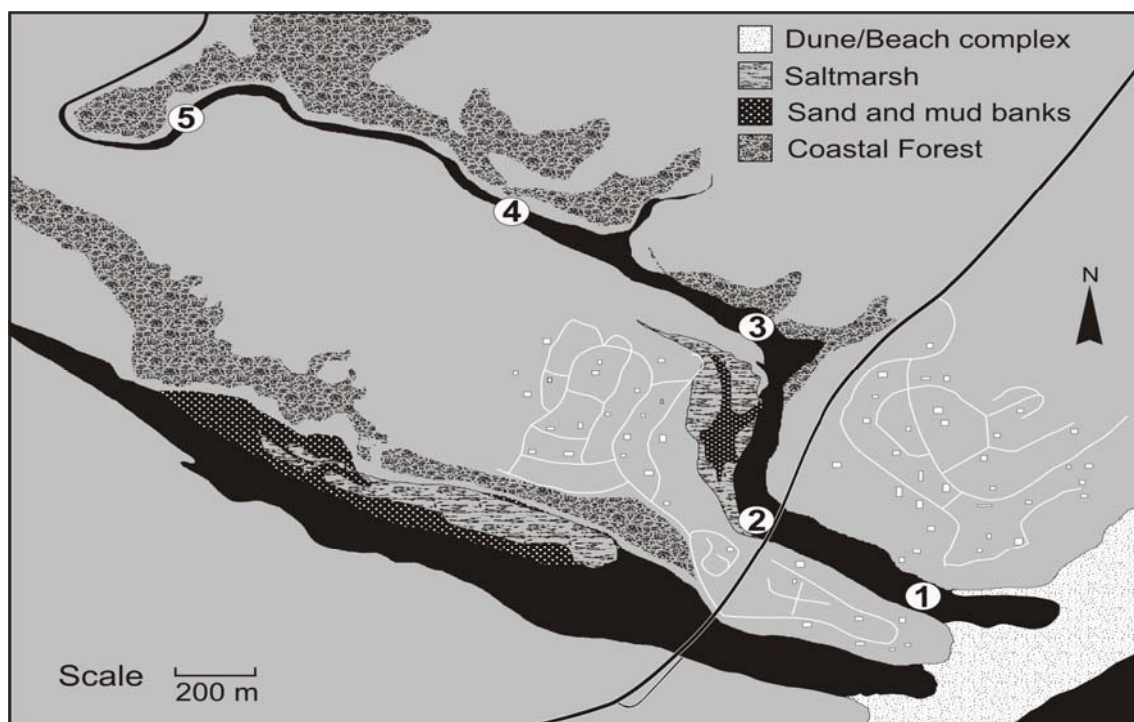 Dune/Beach complex
Saltmarsh
Sand and mud banks
Coastal Forest
5
4
N
3
2
1
Scale
200 m